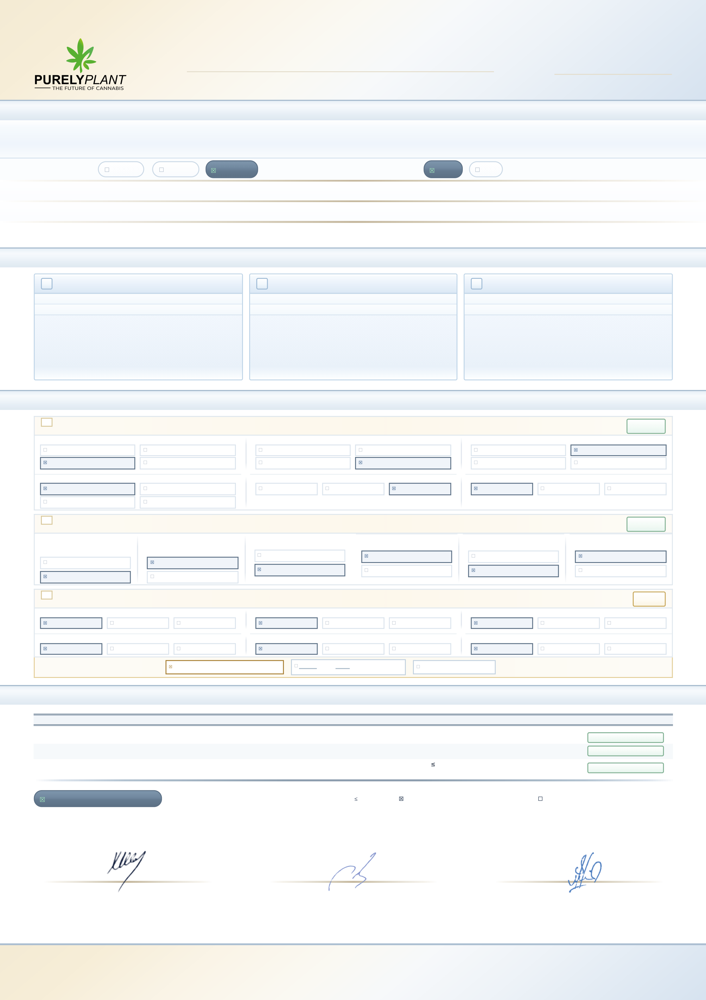 PURELYPLANT
THE FUTURE OF CANNABIS
☐ ☐ ☒ ☒ ☐
☐ ☐ ☐ ☐ ☐ ☒
☒ ☐ ☐ ☒ ☐ ☐
☒ ☐ ☐ ☐ ☒ ☒ ☐ ☐
☐ ☐
☐ ☒ ☐ ☒ ☐ ☒
☒ ☐ ☒ ☐ ☒ ☐
☒ ☐ ☐ ☒ ☐ ☐ ☒ ☐ ☐
☒ ☐ ☐ ☒ ☐ ☐ ☒ ☐ ☐
☒ ☐ ☐
≤
☒ ≤ ☒ ☐